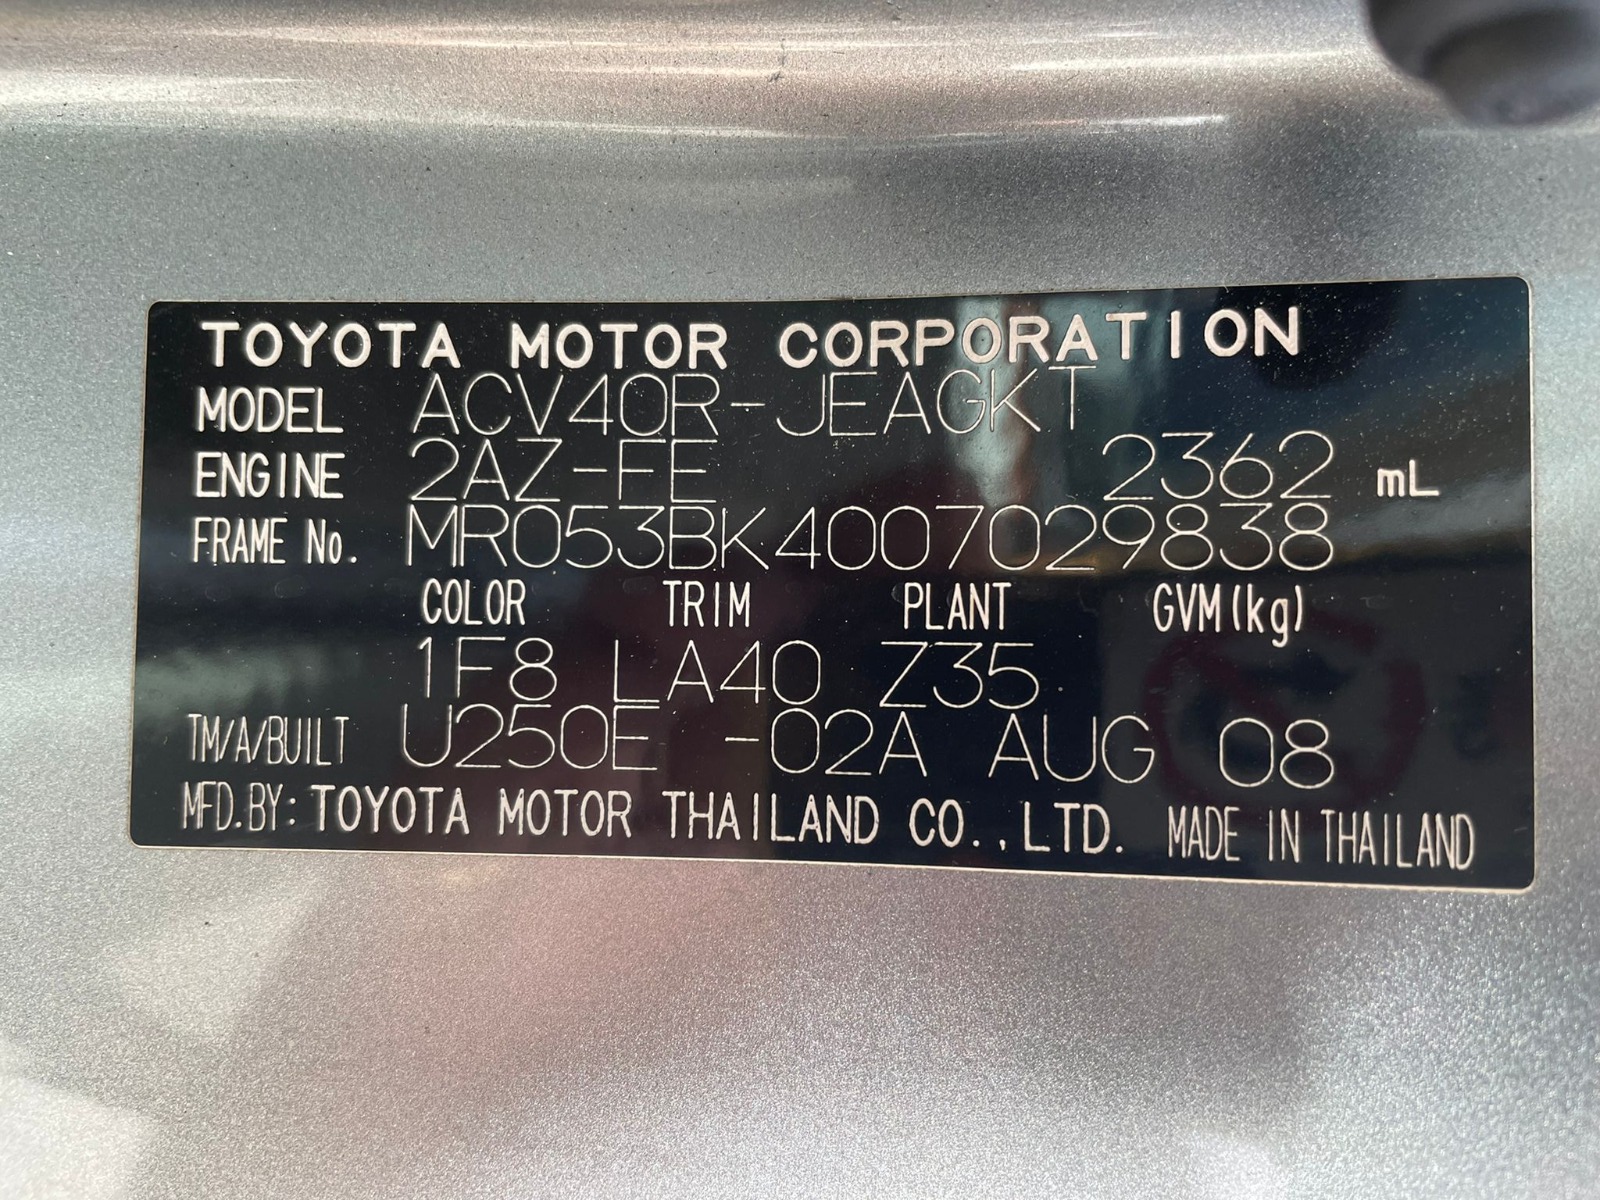 TOYOTA MOTOR CORPORATION
MODEL ACV40R-JEAGKT
ENGINE 2AZ-FE 2362 mL
FRAME No. MR053BK4007029838
COLOR TRIM PLANT GVM(kg)
1F8 LA40 Z35
TM/A/BUILT U250E -02A AUG 08
MFD.BY: TOYOTA MOTOR THAILAND CO.,LTD. MADE IN THAILAND